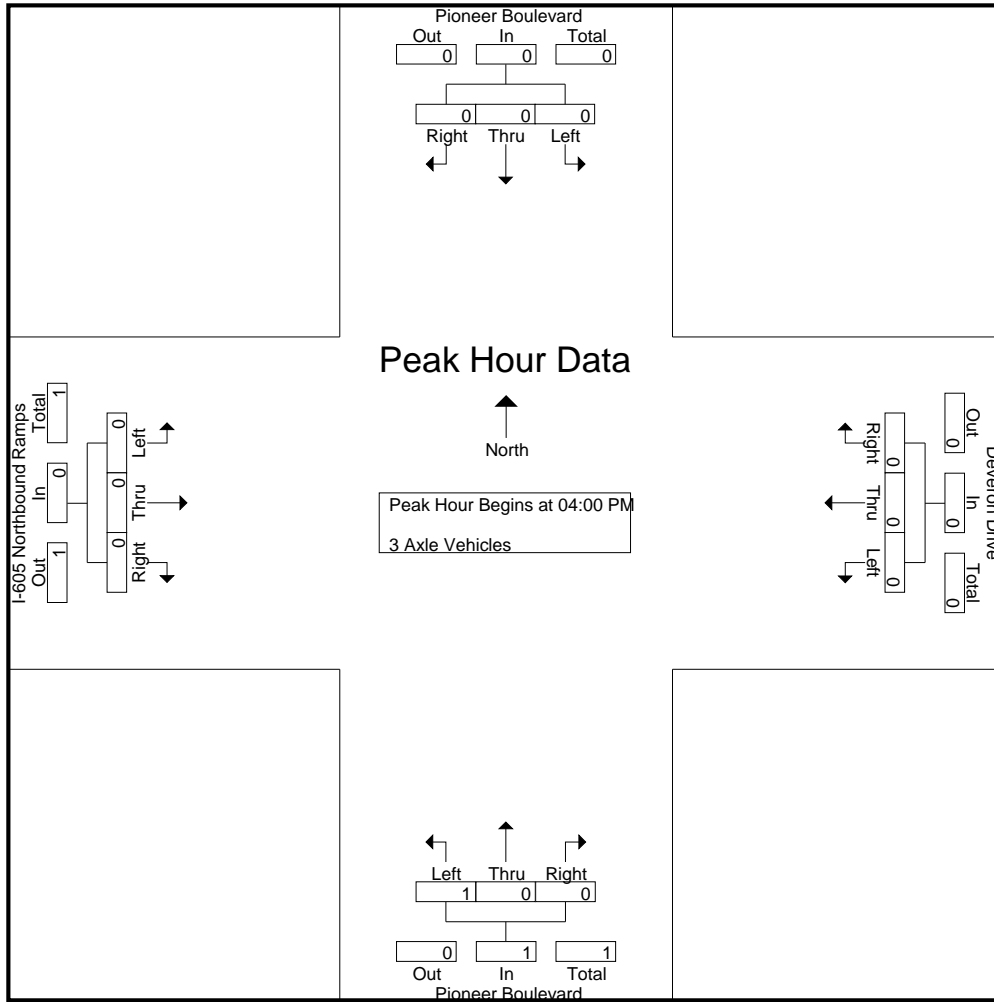 Pioneer Boulevard
Out In Total
0 0 0
0 0 0
Right Thru Left
Peak Hour Data
North
Peak Hour Begins at 04:00 PM
3 Axle Vehicles
I-605 Northbound Ramps
Total In Out
1 0 1
0 0 0
Left Thru Right
Right Thru Left
0 0 0
Out In Total
0 0 0
Deveron Drive
Left Thru Right
1 0 0
0 1 1
Out In Total
Pioneer Boulevard